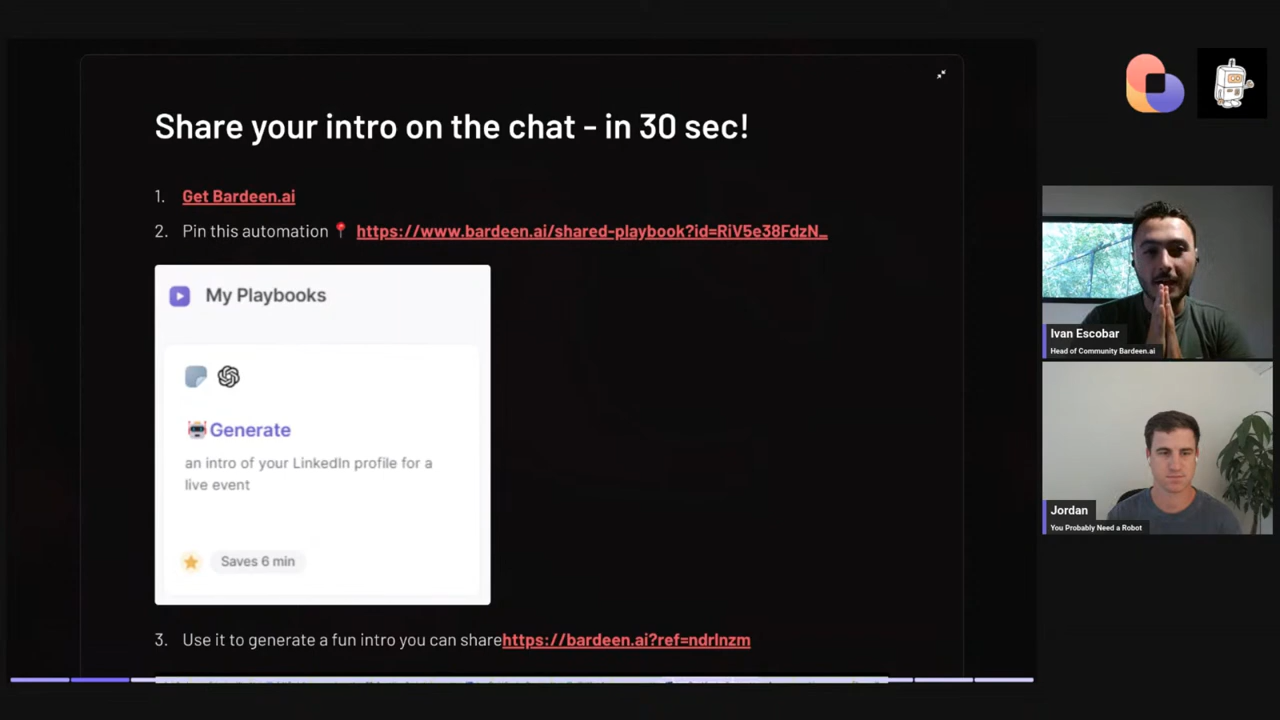 Share your intro on the chat - in 30 sec!
1. Get Bardeen.ai
2. Pin this automation 📍 https://www.bardeen.ai/shared-playbook?id=RiV5e38FdzN_
My Playbooks
Generate
an intro of your LinkedIn profile for a
live event
Saves 6 min
3. Use it to generate a fun intro you can sharehttps://bardeen.ai?ref=ndrlnzm
Ivan Escobar
Head of Community Bardeen.ai
Jordan
You Probably Need a Robot